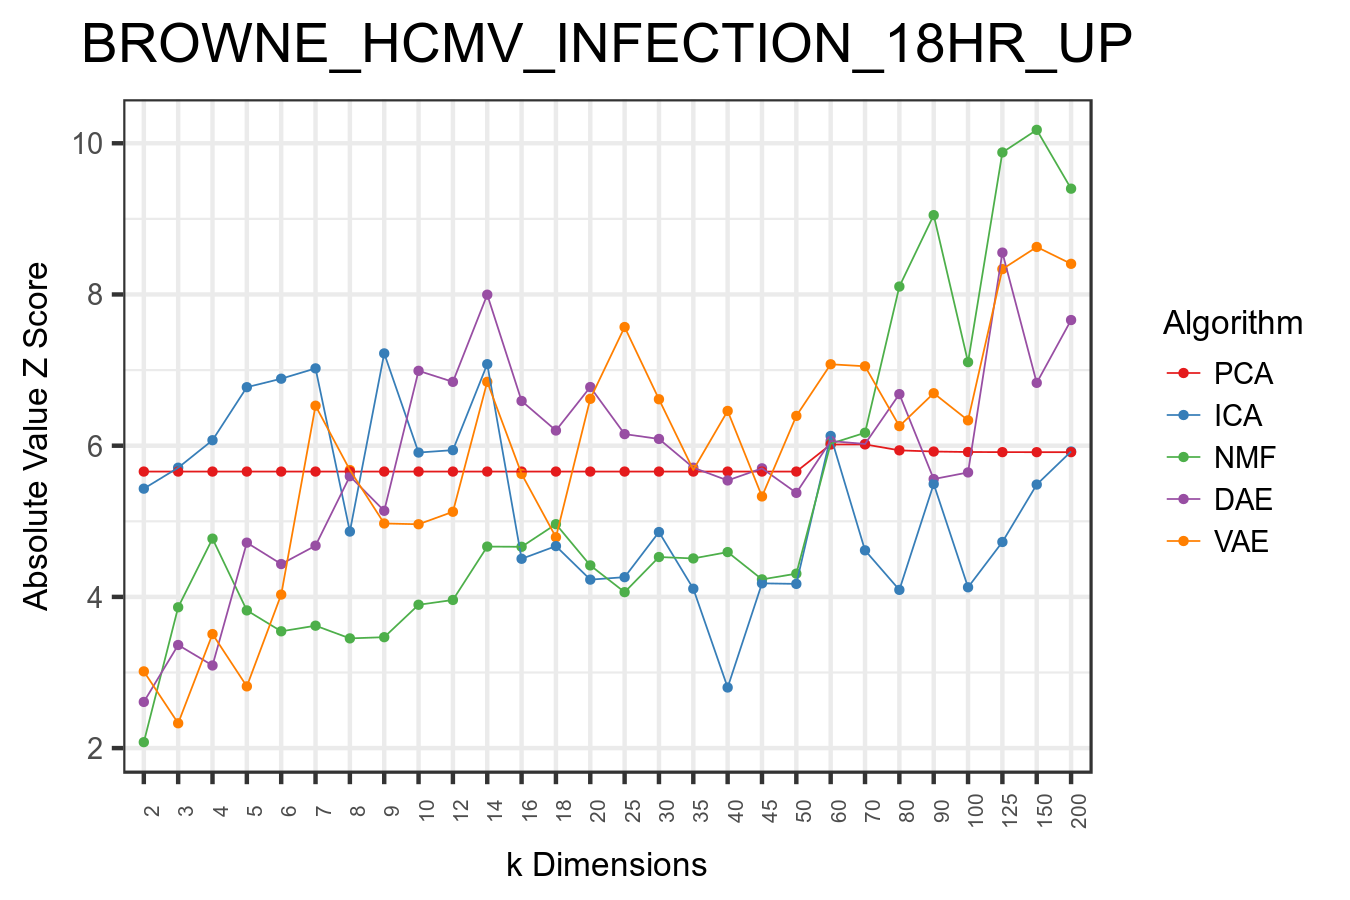 BROWNE_HCMV_INFECTION_18HR_UP
Absolute Value Z Score
10
8
6
4
2
2 3 4 5 6 7 8 9 10 12 14 16 18 20 25 30 35 40 45 50 60 70 80 90 100 125 150 200
k Dimensions
Algorithm
PCA
ICA
NMF
DAE
VAE